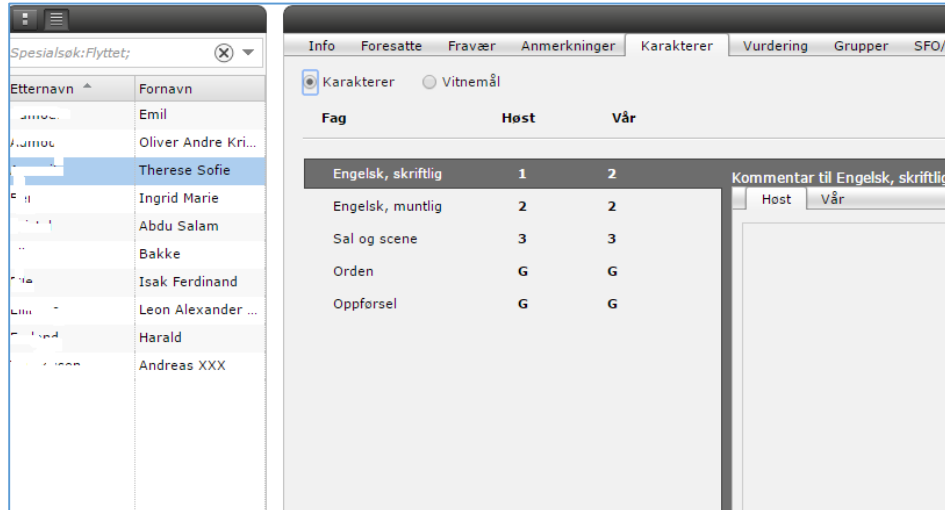 Spesialsøk:Flyttet;
Etternavn Fornavn
Emil
Oliver Andre Kri...
Therese Sofie
Ingrid Marie
Abdu Salam
Bakke
Isak Ferdinand
Leon Alexander ...
Harald
Andreas XXX
Info Foresatte Fravær Anmerkninger Karakterer Vurdering Grupper SFO/
Karakterer Vitnemål
Fag Høst Vår
Engelsk, skriftlig 1 2
Engelsk, muntlig 2 2
Sal og scene 3 3
Orden G G
Oppførsel G G
Kommentar til Engelsk, skriftlig
Høst Vår